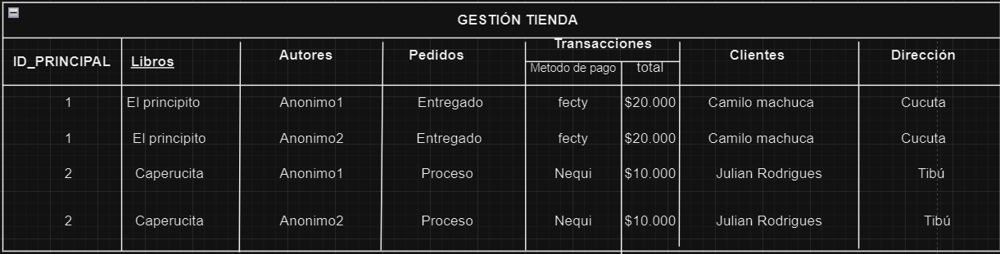 GESTIÓN TIENDA
ID_PRINCIPAL Libros Autores Pedidos Transacciones Clientes Dirección
Metodo de pago total
1 El principito Anonimo1 Entregado fecty $20.000 Camilo machuca Cucuta
1 El principito Anonimo2 Entregado fecty $20.000 Camilo machuca Cucuta
2 Caperucita Anonimo1 Proceso Nequi $10.000 Julian Rodrigues Tibú
2 Caperucita Anonimo2 Proceso Nequi $10.000 Julian Rodrigues Tibú